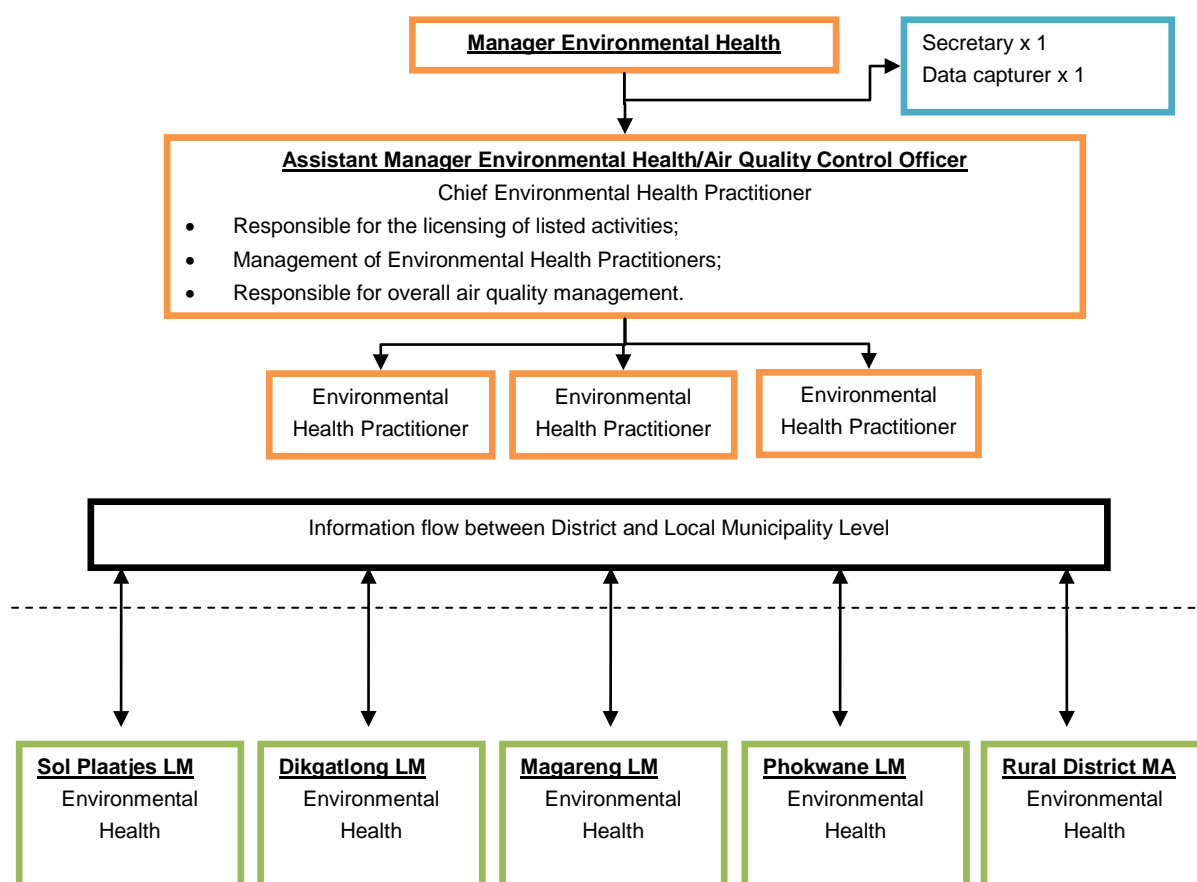 Manager Environmental Health
Secretary x 1
Data capturer x 1
Assistant Manager Environmental Health/Air Quality Control Officer
Chief Environmental Health Practitioner
• Responsible for the licensing of listed activities;
• Management of Environmental Health Practitioners;
• Responsible for overall air quality management.
Environmental
Health Practitioner
Environmental
Health Practitioner
Environmental
Health Practitioner
Information flow between District and Local Municipality Level
Sol Plaatjes LM
Environmental
Health
Dikgatlong LM
Environmental
Health
Magareng LM
Environmental
Health
Phokwane LM
Environmental
Health
Rural District MA
Environmental
Health